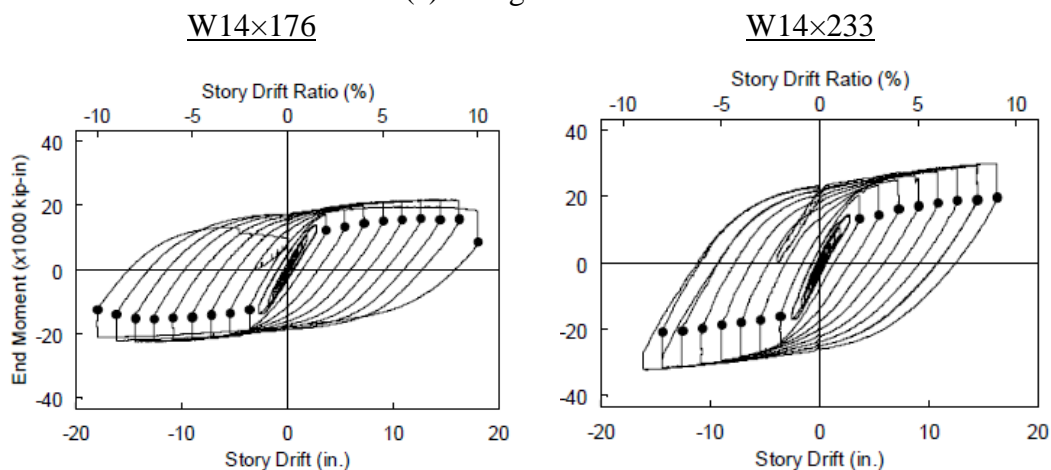 W14×176
W14×233
Story Drift Ratio (%)
-10 -5 0 5 10
End Moment (x1000 kip-in)
40
20
0
-20
-40
-20 -10 0 10 20
Story Drift (in.)
Story Drift Ratio (%)
-10 -5 0 5 10
40
20
0
-20
-40
-20 -10 0 10 20
Story Drift (in.)